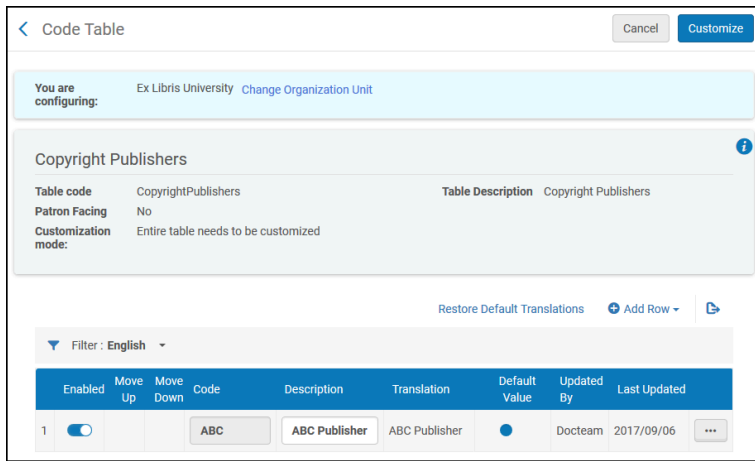 Code Table
Cancel
Customize
You are configuring:
Ex Libris University Change Organization Unit
Copyright Publishers
Table code CopyrightPublishers Table Description Copyright Publishers
Patron Facing No
Customization mode: Entire table needs to be customized
Restore Default Translations Add Row
Filter : English
Enabled Move Up Move Down Code Description Translation Default Value Updated By Last Updated
1 ABC ABC Publisher ABC Publisher Docteam 2017/09/06 ...